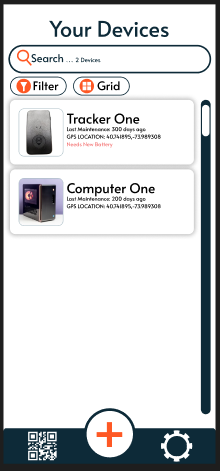 Your Devices
Search ... 2 Devices
Filter
Grid
Tracker One
Last Maintenance: 300 days ago
GPS LOCATION: 40.741895,-73.989308
Needs New Battery
Computer One
Last Maintenance: 200 days ago
GPS LOCATION: 40.741895,-73.989308